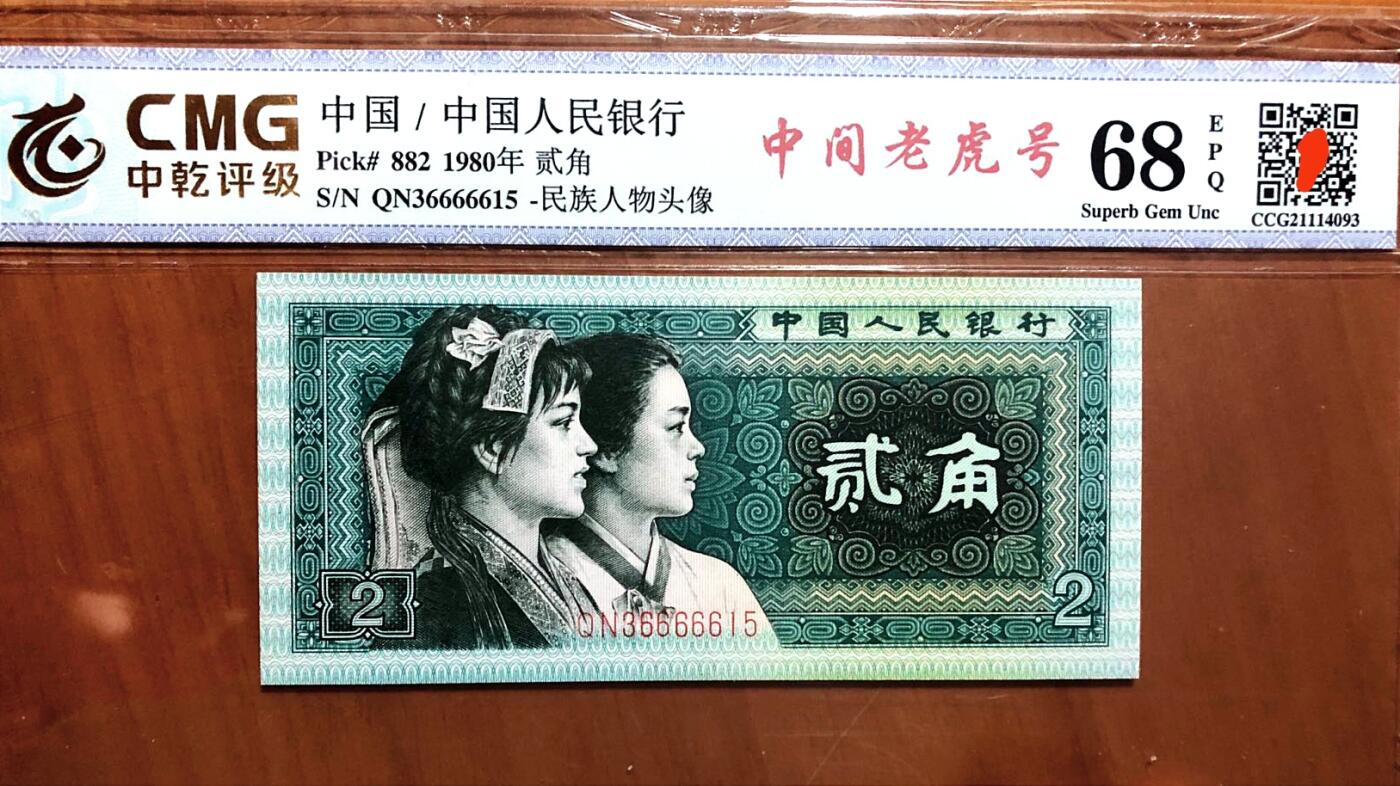 CMG
中乾评级
中国 / 中国人民银行
Pick# 882 1980年 贰角
S/N QN36666615 -民族人物头像
中间老虎号
68
EPQ
Superb Gem Unc
CCG21114093
中国人民银行
贰角
2
2
QN36666615